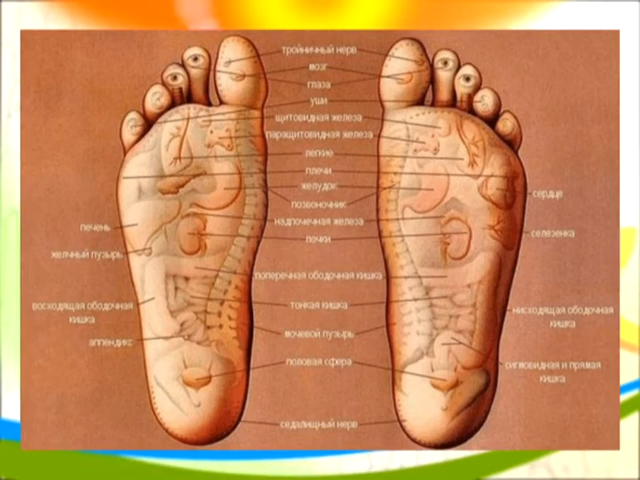 тройничный нерв
мозг
глаза
уши
щитовидная железа
паращитовидная железа
легкие
плечи
желудок
позвоночник
надпочечная железа
почки
поперечная ободочная кишка
тонкая кишка
мочевой пузырь
половая сфера
седалищный нерв
печень
желчный пузырь
восходящая ободочная
кишка
аппендикс
сердце
селезенка
нисходящая ободочная
кишка
сигмовидная и прямая
кишка